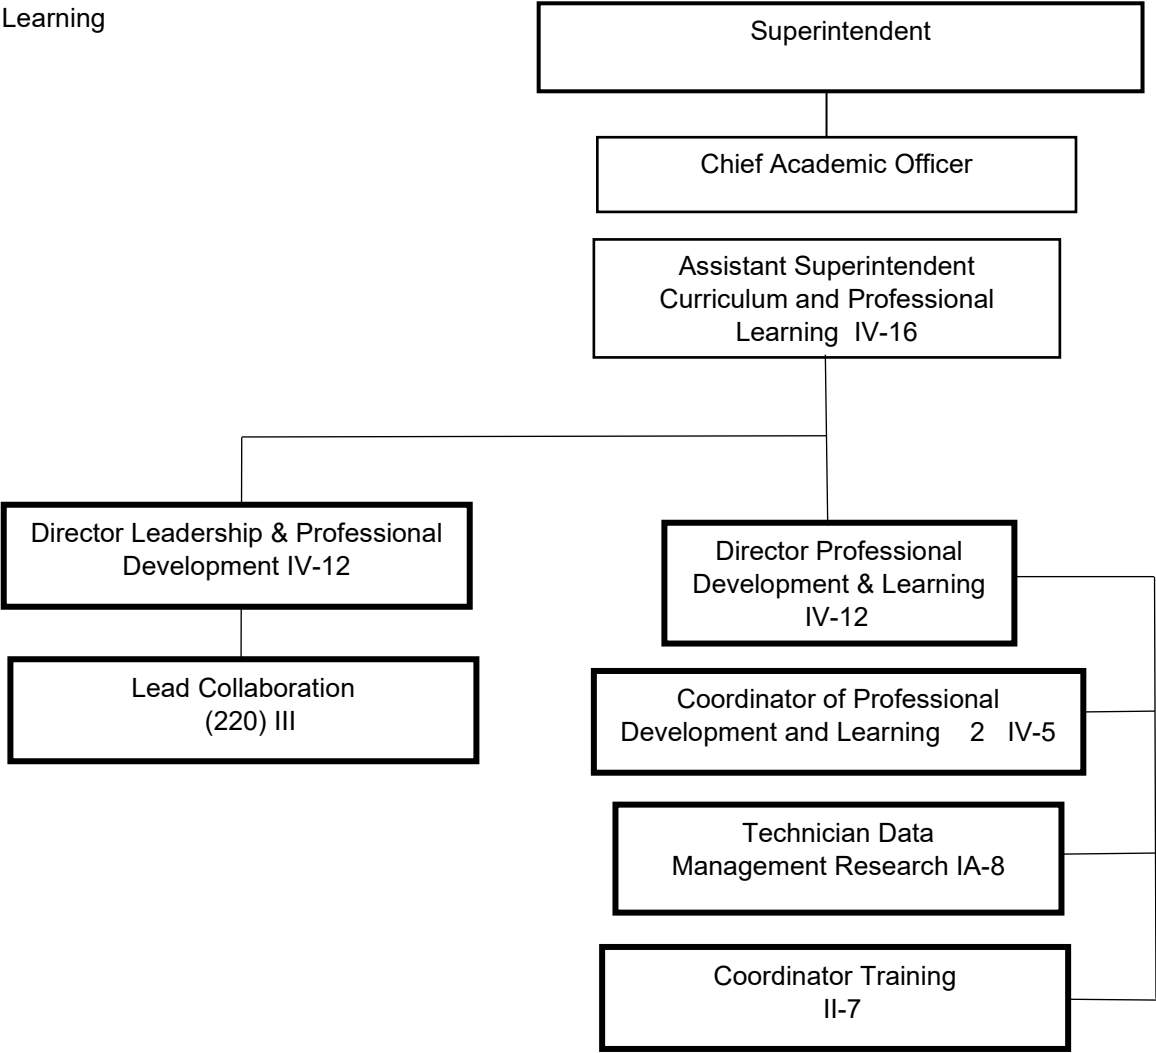 Learning
Superintendent
Chief Academic Officer
Assistant Superintendent
Curriculum and Professional
Learning IV-16
Director Leadership & Professional
Development IV-12
Lead Collaboration
(220) III
Director Professional
Development & Learning
IV-12
Coordinator of Professional
Development and Learning 2 IV-5
Technician Data
Management Research IA-8
Coordinator Training
II-7